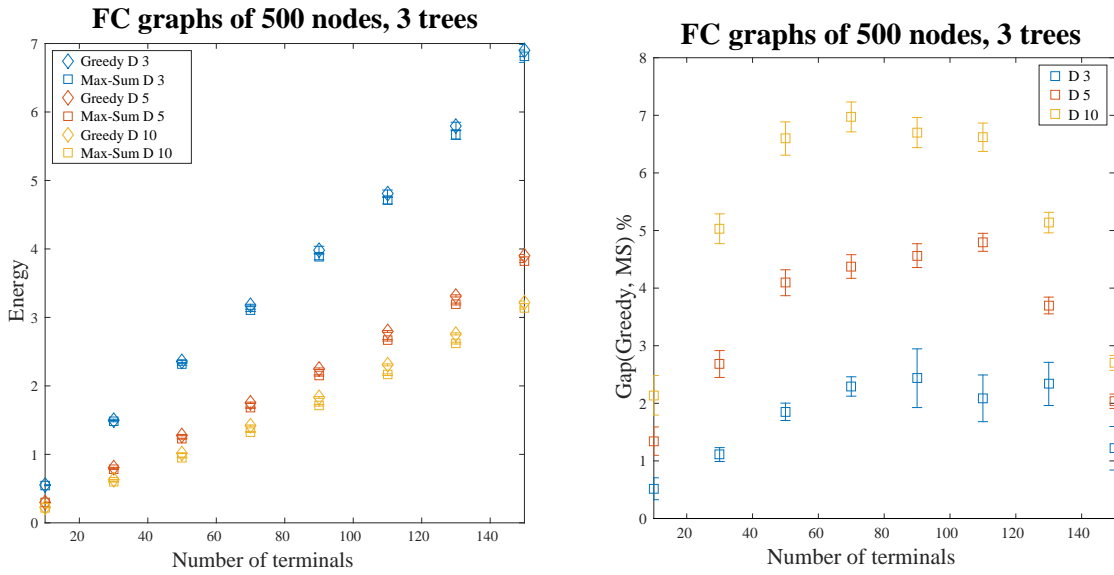 FC graphs of 500 nodes, 3 trees
7
6
5
4
3
2
1
0
Energy
Greedy D 3
Max-Sum D 3
Greedy D 5
Max-Sum D 5
Greedy D 10
Max-Sum D 10
20 40 60 80 100 120 140
Number of terminals
FC graphs of 500 nodes, 3 trees
8
7
6
5
4
3
2
1
0
Gap(Greedy, MS) %
D 3
D 5
D 10
20 40 60 80 100 120 140
Number of terminals